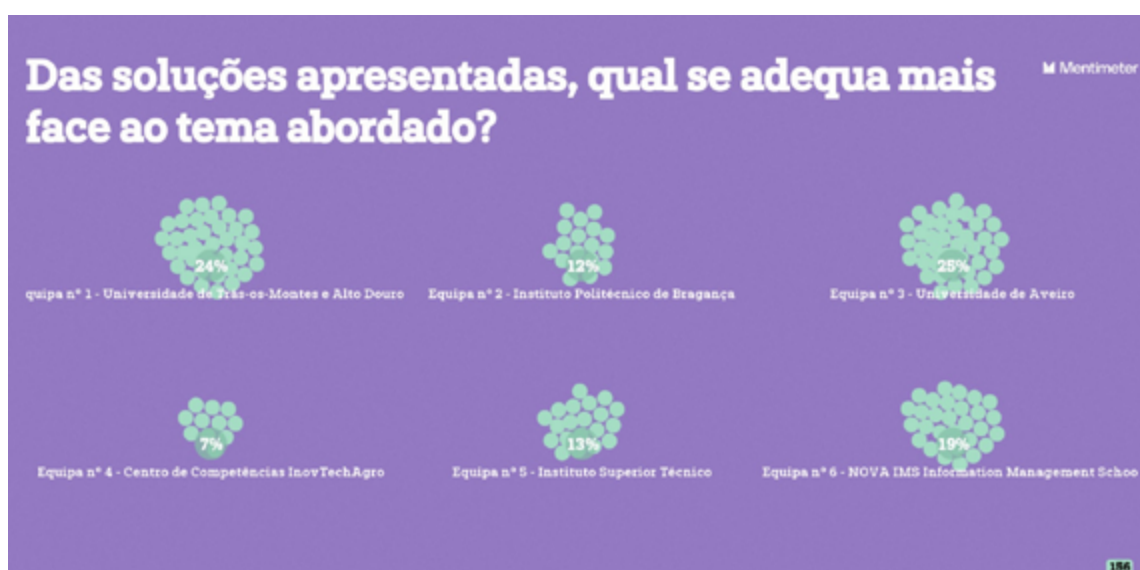 Das soluções apresentadas, qual se adequa mais
face ao tema abordado?
Mentimeter
24%
quipa nº 1 - Universidade de Trás-os-Montes e Alto Douro
12%
Equipa nº 2 - Instituto Politécnico de Bragança
25%
Equipa nº 3 - Universidade de Aveiro
7%
Equipa nº 4 - Centro de Competências InovTechAgro
13%
Equipa nº 5 - Instituto Superior Técnico
19%
Equipa nº 6 - NOVA IMS Information Management Schoo
156